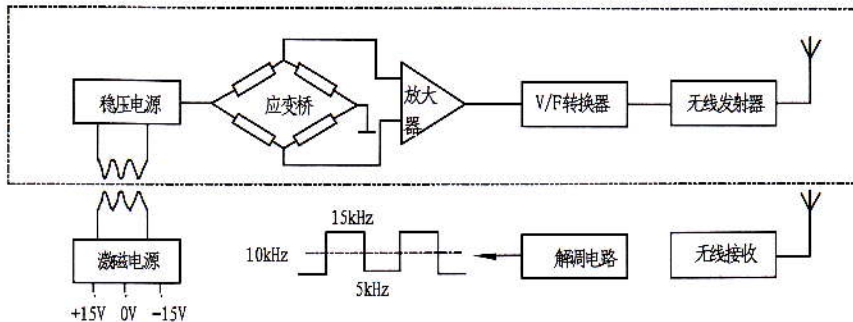 稳压电源
应变桥
放大
器
V/F转换器
无线发射器
激磁电源
+15V 0V -15V
15kHz
10kHz
5kHz
解调电路
无线接收